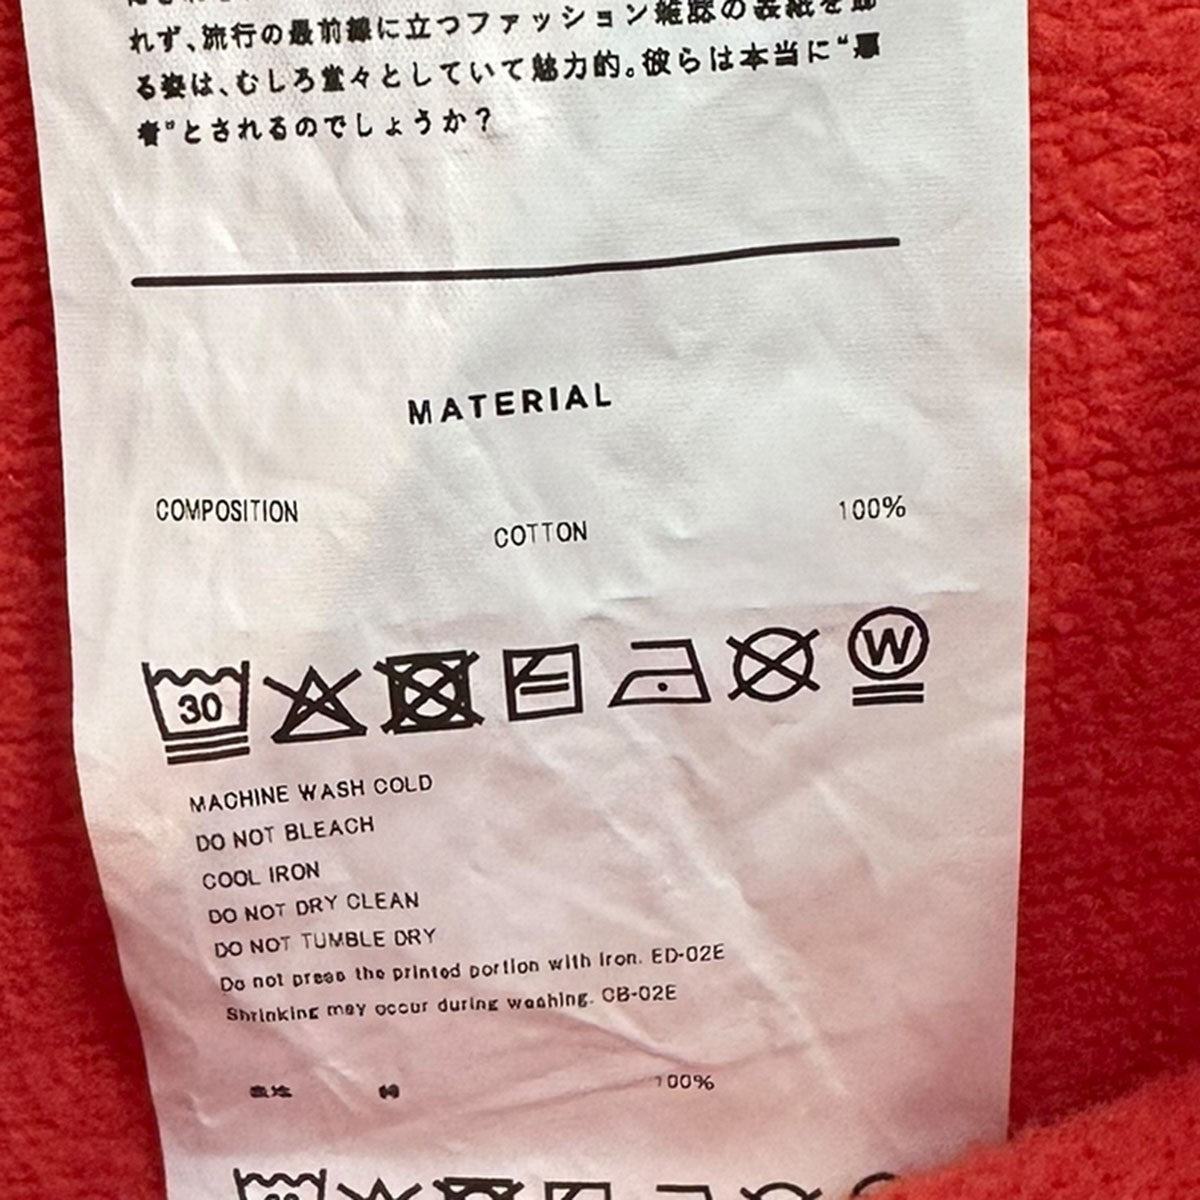 れず、流行の最前線に立つファッション雑誌の表紙を飾
る姿は、むしろ堂々としていて魅力的。彼らは本当に“悪
者”とされるのでしょうか?
MATERIAL
COMPOSITION COTTON 100%
30 W
MACHINE WASH COLD
DO NOT BLEACH
COOL IRON
DO NOT DRY CLEAN
DO NOT TUMBLE DRY
Do not press the printed portion with iron. ED-02E
Shrinking may occur during washing. CB-02E
100%